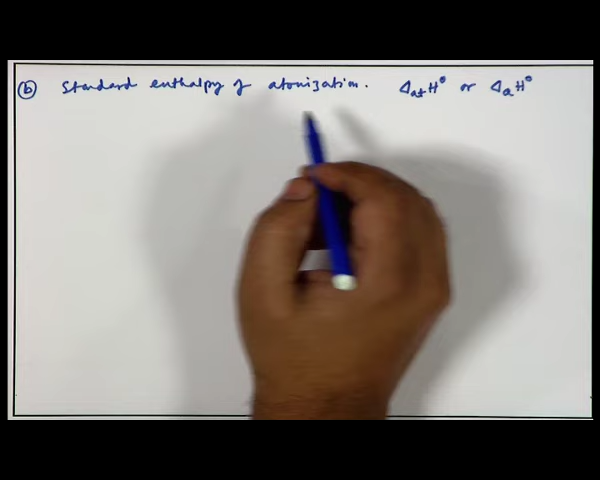 (b) Standard enthalpy of atomization. ΔatH° or ΔaH°